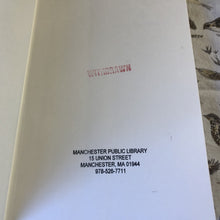 WITHDRAWN
MANCHESTER PUBLIC LIBRARY
15 UNION STREET
MANCHESTER, MA 01944
978-526-7711